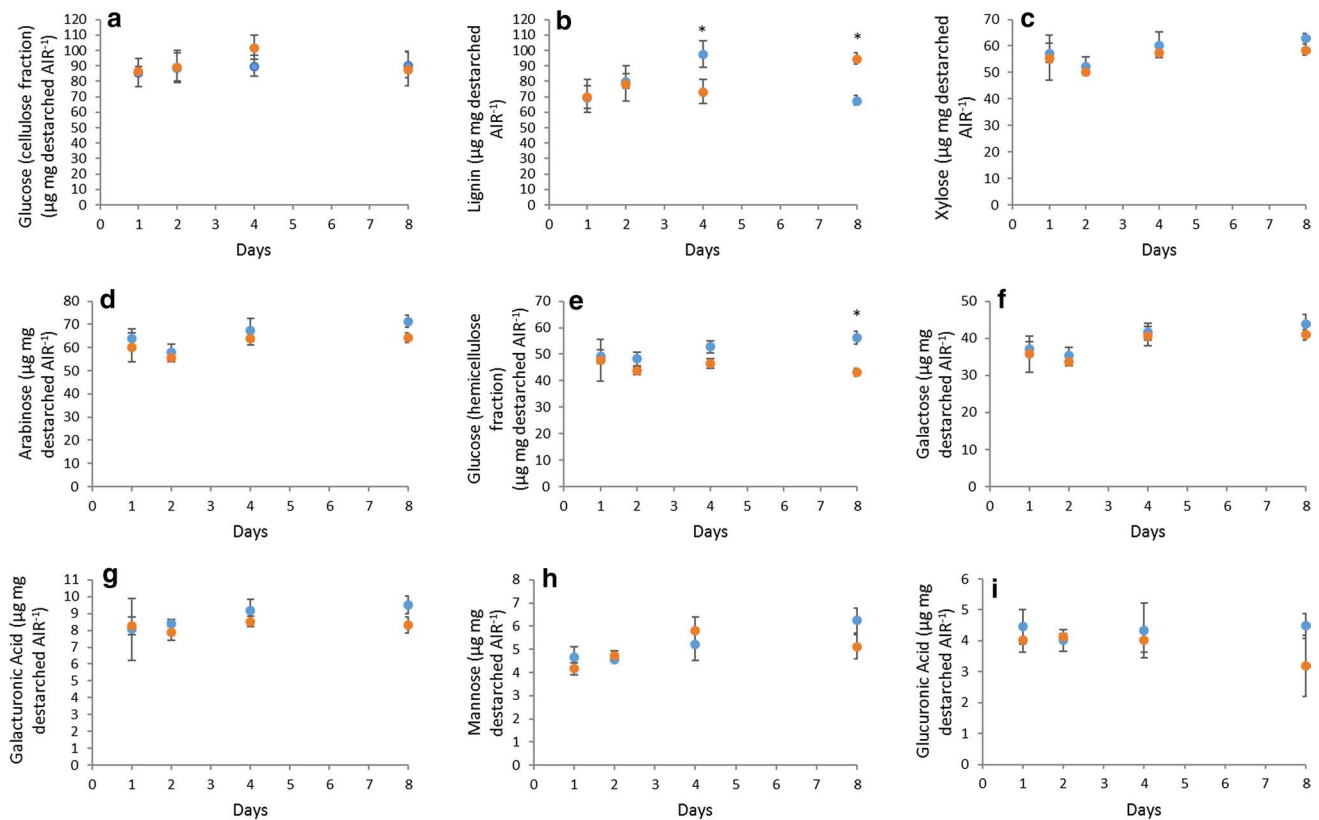 a
Glucose (cellulose fraction)
(µg mg destarched AIR⁻¹)
120
110
100
90
80
70
60
50
40
30
20
10
0
0 1 2 3 4 5 6 7 8
Days
b
Lignin (µg mg destarched
AIR⁻¹)
120
110
100
90
80
70
60
50
40
30
20
10
0
* *
0 1 2 3 4 5 6 7 8
Days
c
Xylose (µg mg destarched
AIR⁻¹)
70
60
50
40
30
20
10
0
0 1 2 3 4 5 6 7 8
Days
d
Arabinose (µg mg
destarched AIR⁻¹)
80
70
60
50
40
30
20
10
0
0 1 2 3 4 5 6 7 8
Days
e
Glucose (hemicellulose
fraction)
(µg mg destarched AIR⁻¹)
70
60
50
40
30
20
10
0
*
0 1 2 3 4 5 6 7 8
Days
f
Galactose (µg mg
destarched AIR⁻¹)
50
40
30
20
10
0
0 1 2 3 4 5 6 7 8
Days
g
Galacturonic Acid (µg mg
destarched AIR⁻¹)
11
10
9
8
7
6
5
4
3
2
1
0
0 1 2 3 4 5 6 7 8
Days
h
Mannose (µg mg
destarched AIR⁻¹)
8
7
6
5
4
3
2
1
0
0 1 2 3 4 5 6 7 8
Days
i
Glucuronic Acid (µg mg
destarched AIR⁻¹)
6
5
4
3
2
1
0
0 1 2 3 4 5 6 7 8
Days